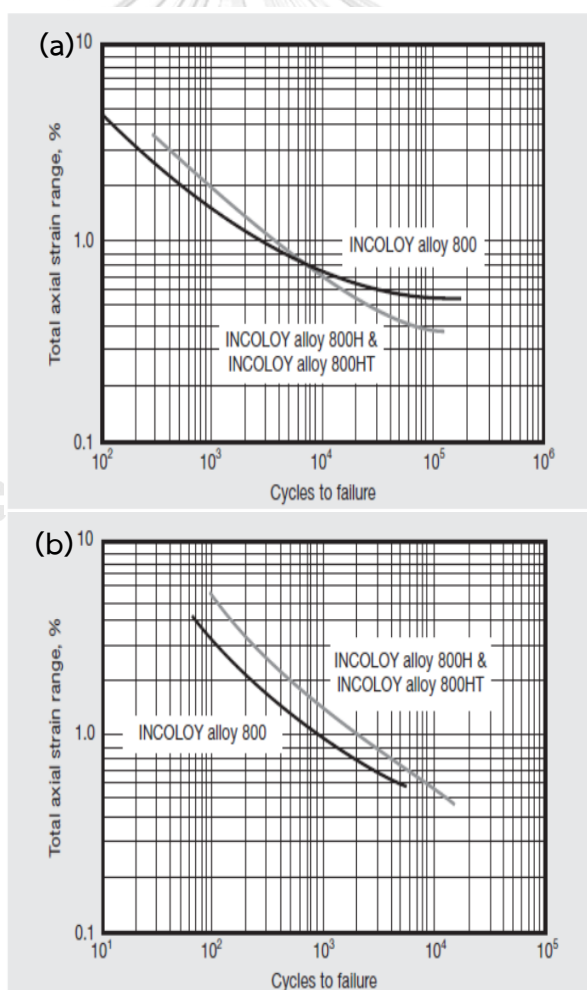 (a)
10
1.0
0.1
Total axial strain range, %
INCOLOY alloy 800
INCOLOY alloy 800H &
INCOLOY alloy 800HT
10² 10³ 10⁴ 10⁵ 10⁶
Cycles to failure
(b)
10
1.0
0.1
Total axial strain range, %
INCOLOY alloy 800H &
INCOLOY alloy 800HT
INCOLOY alloy 800
10¹ 10² 10³ 10⁴ 10⁵
Cycles to failure